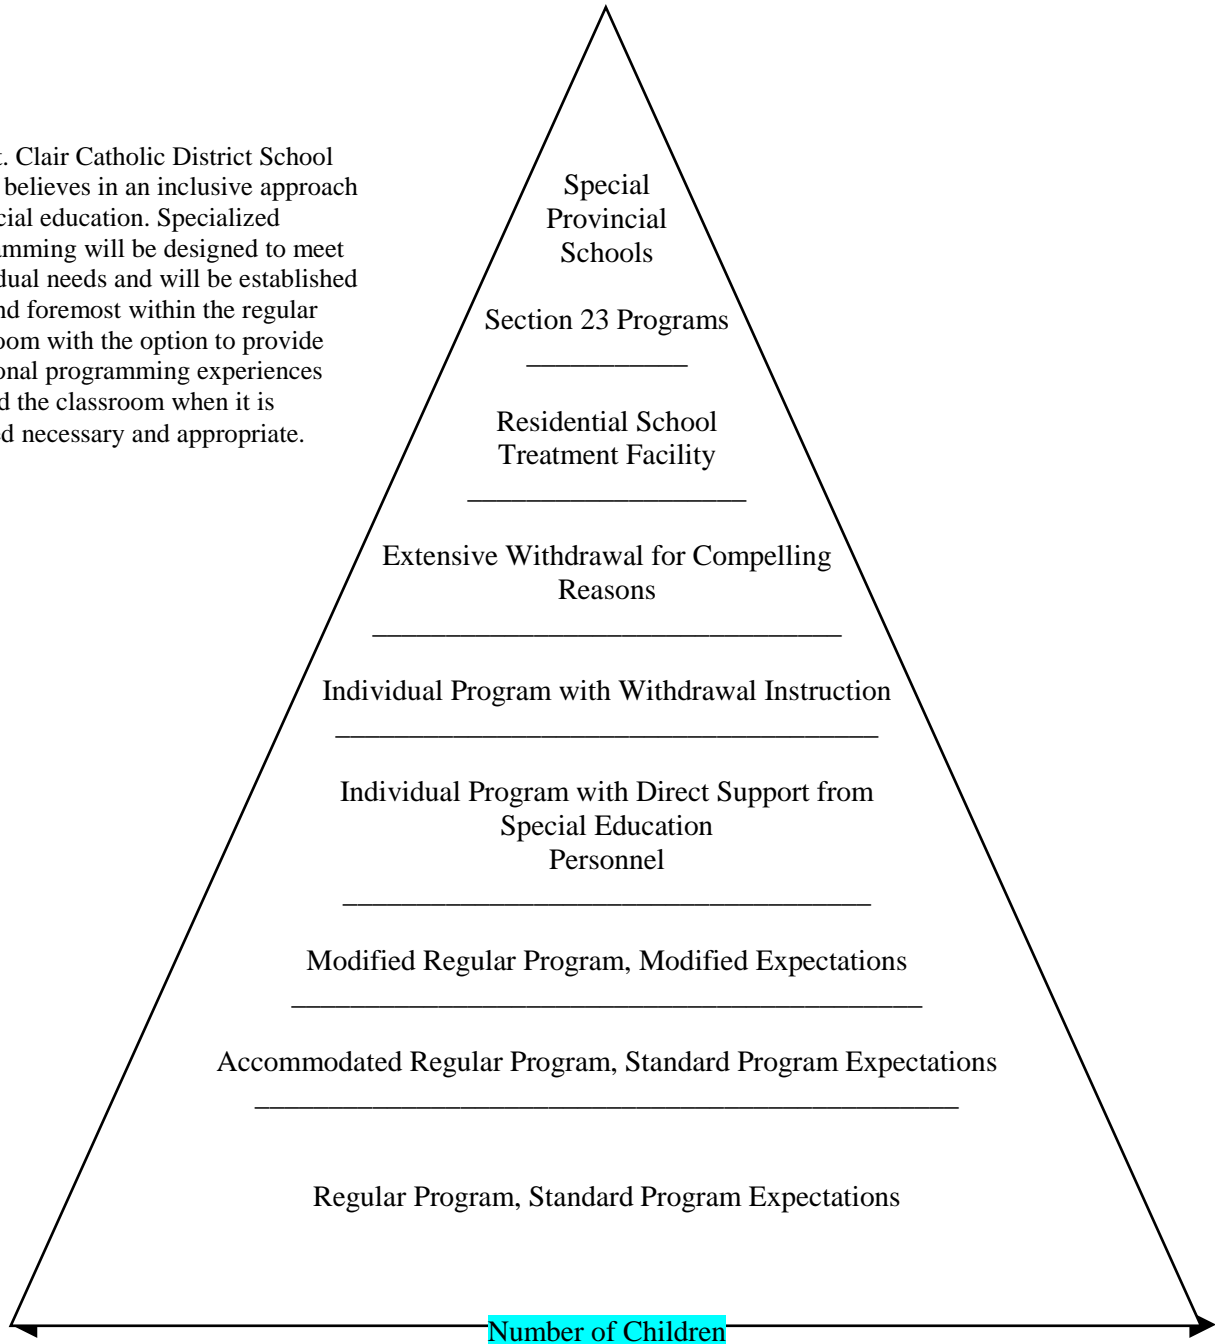 t. Clair Catholic District School
believes in an inclusive approach
cial education. Specialized
amming will be designed to meet
dual needs and will be established
nd foremost within the regular
oom with the option to provide
onal programming experiences
d the classroom when it is
ed necessary and appropriate.
Special
Provincial
Schools
Section 23 Programs
Residential School
Treatment Facility
Extensive Withdrawal for Compelling
Reasons
Individual Program with Withdrawal Instruction
Individual Program with Direct Support from
Special Education
Personnel
Modified Regular Program, Modified Expectations
Accommodated Regular Program, Standard Program Expectations
Regular Program, Standard Program Expectations
Number of Children